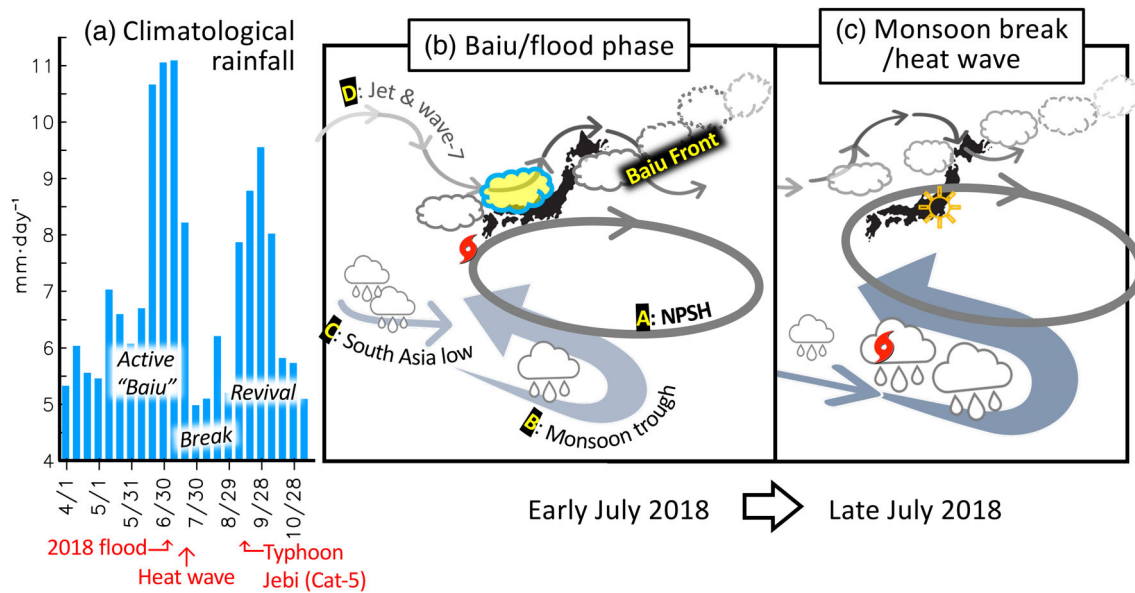 (a) Climatological
rainfall
mm·day⁻¹
11
10
9
8
7
6
5
4
Active
"Baiu"
Break
Revival
4/1
5/1
5/31
6/30
7/30
8/29
9/28
10/28
2018 flood
Heat wave
Typhoon
Jebi (Cat-5)
(b) Baiu/flood phase
D: Jet & wave-7
Baiu Front
A: NPSH
C: South Asia low
B: Monsoon trough
(c) Monsoon break
/heat wave
Early July 2018
Late July 2018